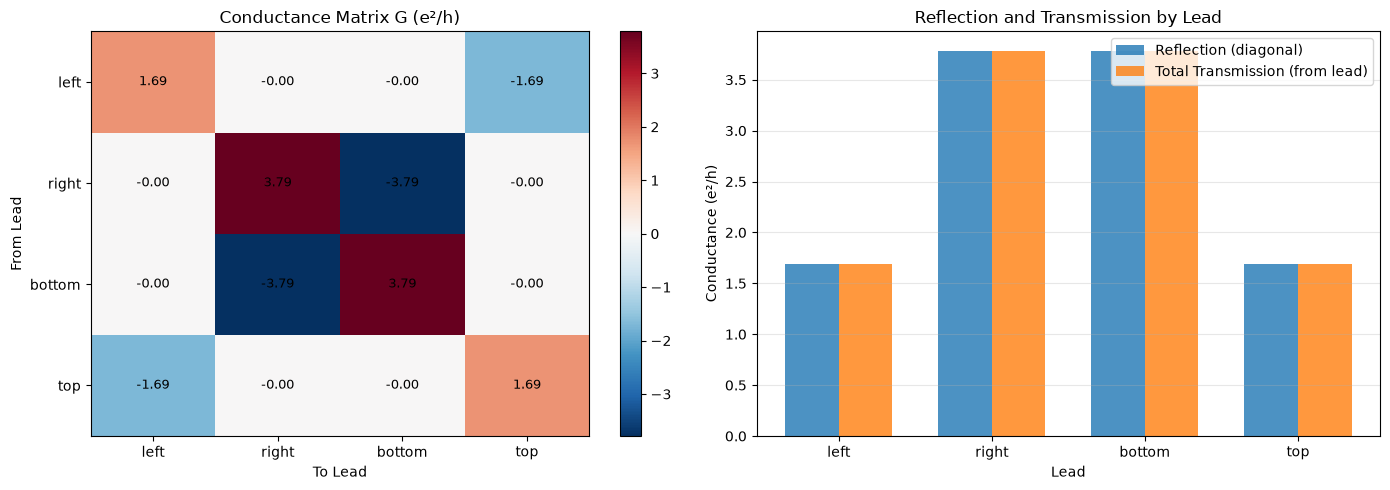 Conductance Matrix G (e²/h)
From Lead
left
1.69 -0.00 -0.00 -1.69
right
-0.00 3.79 -3.79 -0.00
bottom
-0.00 -3.79 3.79 -0.00
top
-1.69 -0.00 -0.00 1.69
left right bottom top
To Lead
3
2
1
0
−1
−2
−3
Reflection and Transmission by Lead
Reflection (diagonal)
Total Transmission (from lead)
Conductance (e²/h)
3.5
3.0
2.5
2.0
1.5
1.0
0.5
0.0
left right bottom top
Lead